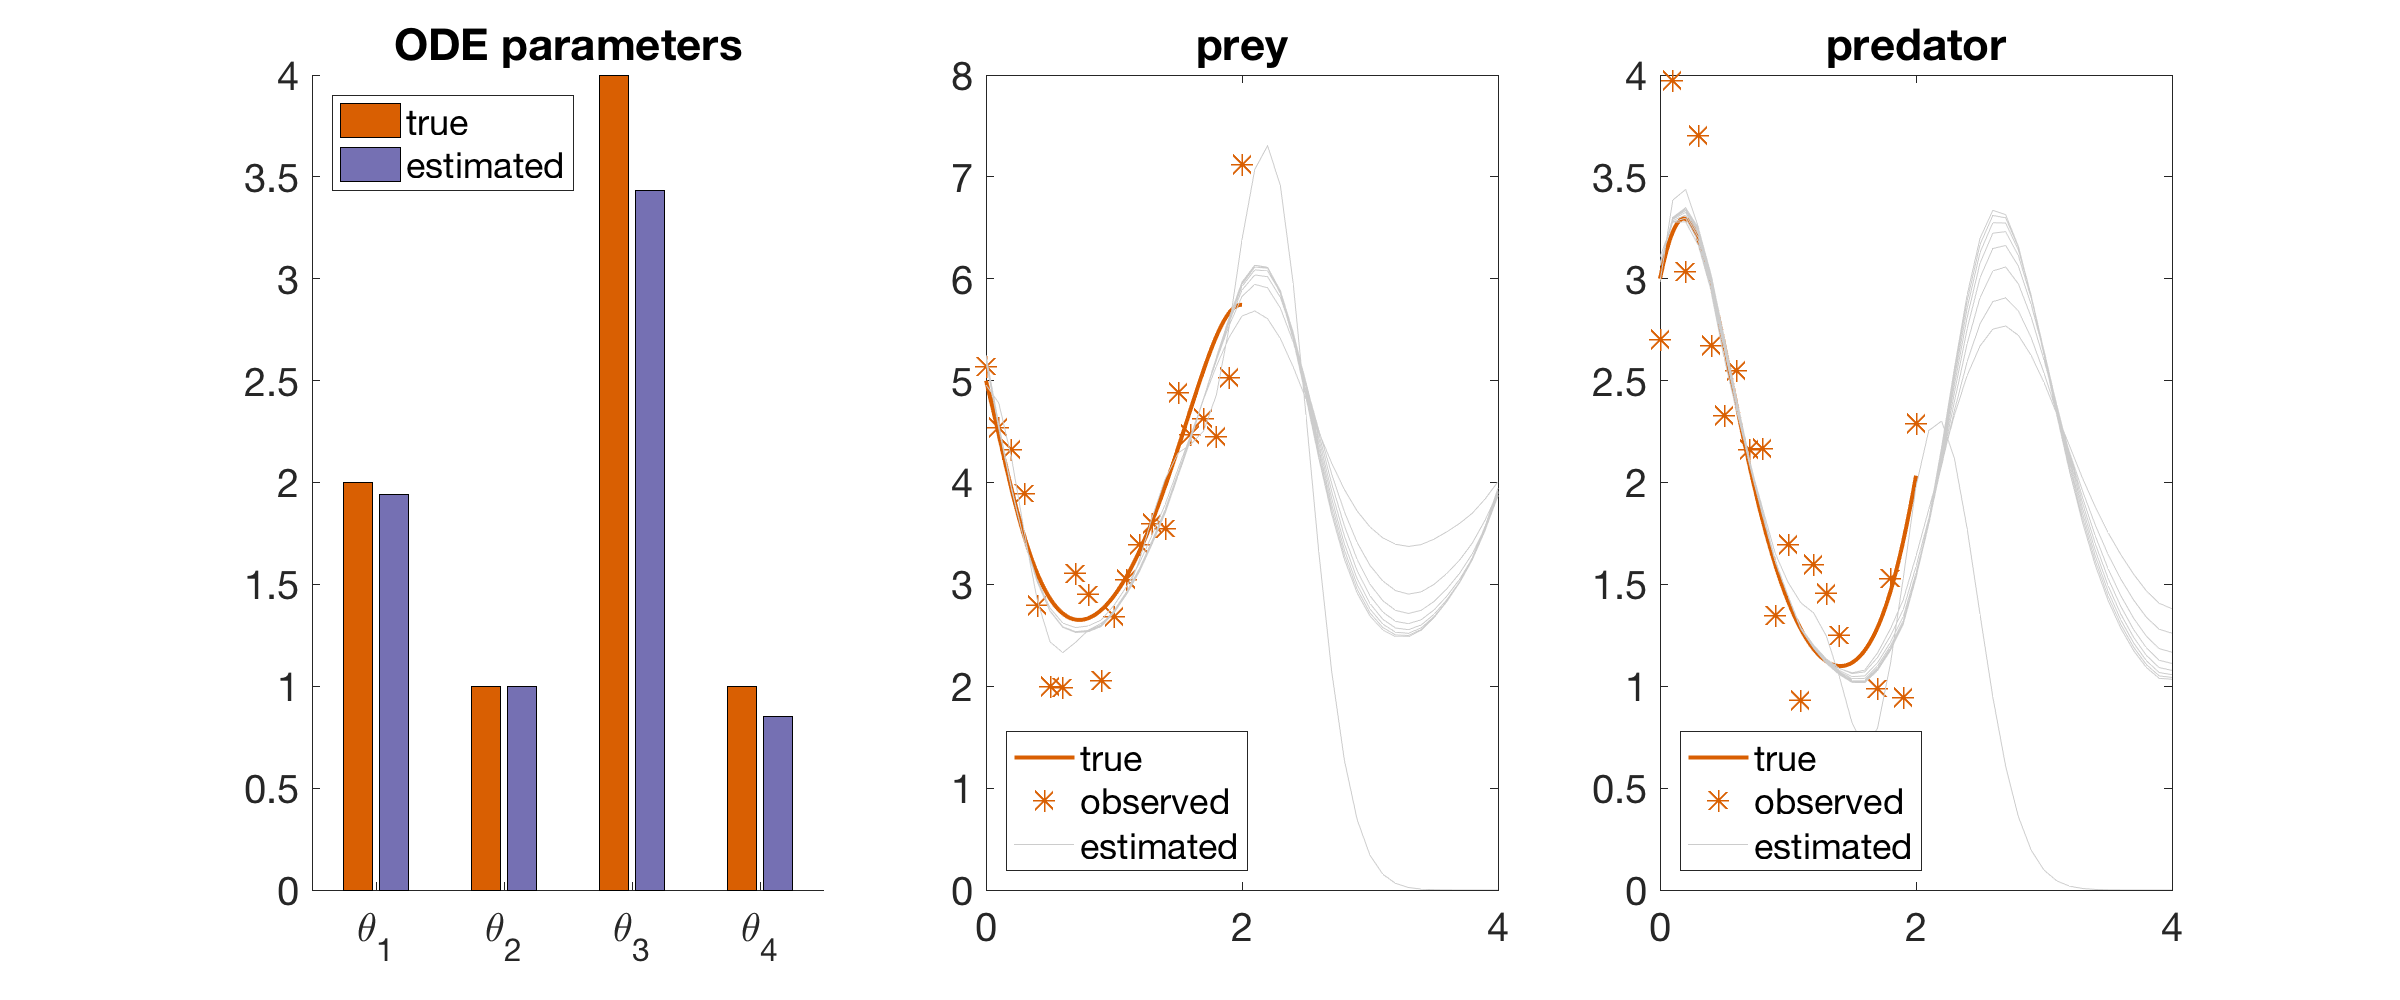 ODE parameters
4
3.5
3
2.5
2
1.5
1
0.5
0
true
estimated
θ1
θ2
θ3
θ4
prey
8
7
6
5
4
3
2
1
0
true
observed
estimated
0
2
4
predator
4
3.5
3
2.5
2
1.5
1
0.5
0
true
observed
estimated
0
2
4